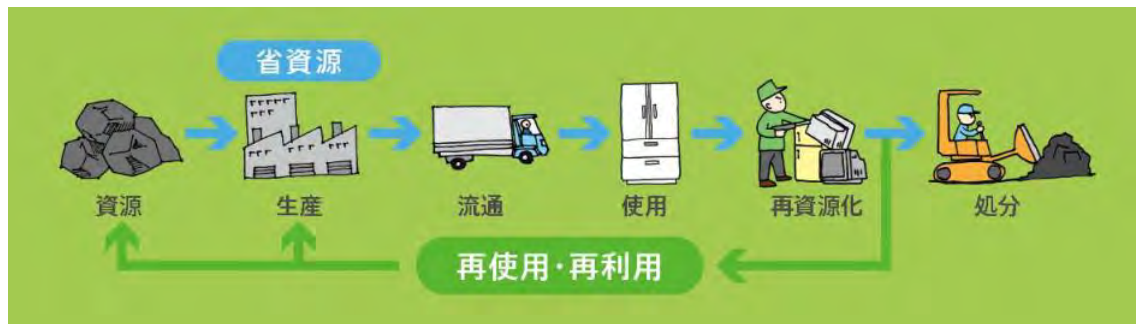 省資源
資源
生産
流通
使用
再資源化
処分
再使用・再利用